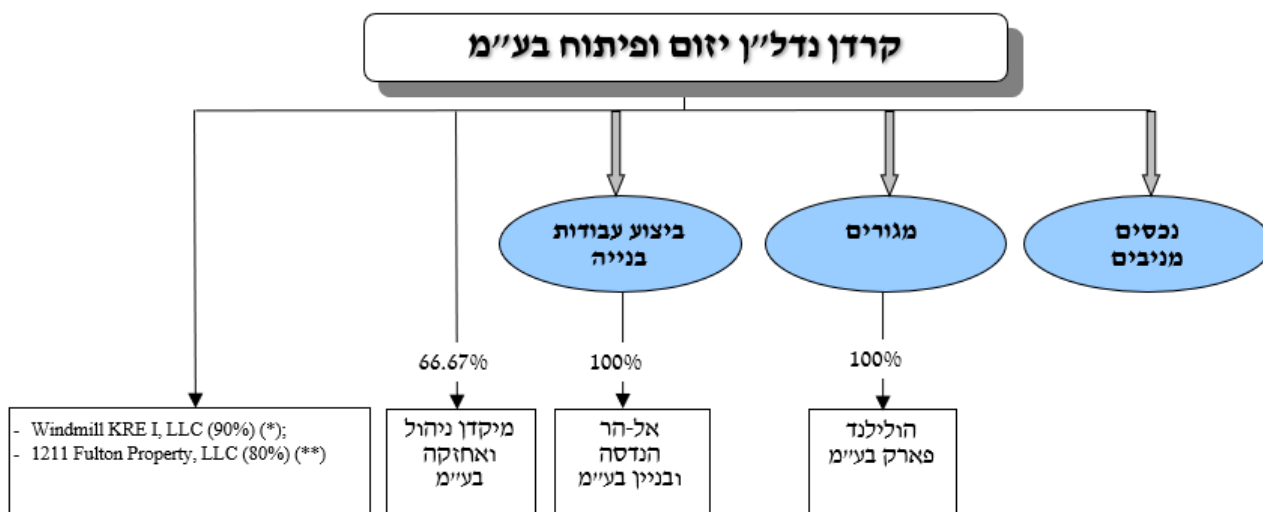 קרדן נדל"ן יזום ופיתוח בע"מ
נכסים
מניבים
מגורים
ביצוע עבודות
בנייה
100%
100%
66.67%
הולילנד
פארק בע"מ
אל-הר
הנדסה
ובניין בע"מ
מיקדן ניהול
ואחזקה
בע"מ
- Windmill KRE I, LLC (90%) (*);
- 1211 Fulton Property, LLC (80%) (**)